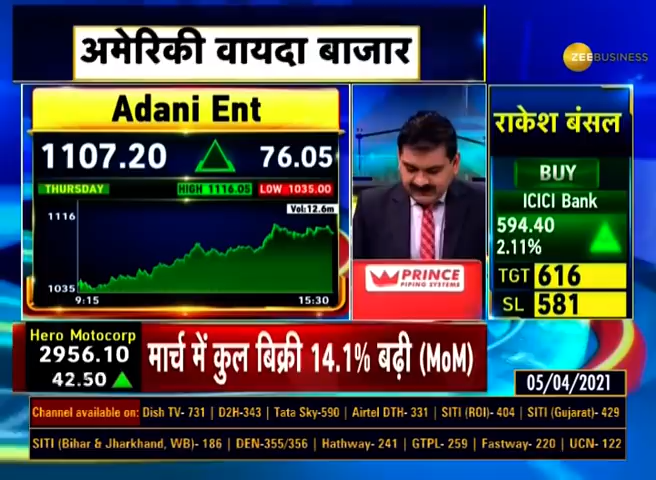 अमेरिकी वायदा बाजार
ZEEBUSINESS
Adani Ent
1107.20 76.05
THURSDAY HIGH 1116.05 LOW 1035.00
Vol:12.6m
1116
1035
9:15 15:30
PRINCE
PIPING SYSTEMS
राकेश बंसल
BUY
ICICI Bank
594.40
2.11%
TGT 616
SL 581
Hero Motocorp
2956.10
42.50
मार्च में कुल बिक्री 14.1% बढ़ी (MoM)
05/04/2021
Channel available on: Dish TV- 731 | D2H-343 | Tata Sky-590 | Airtel DTH- 331 | SITI (ROI)- 404 | SITI (Gujarat)- 429
SITI (Bihar & Jharkhand, WB)- 186 | DEN-355/356 | Hathway- 241 | GTPL- 259 | Fastway- 220 | UCN- 122